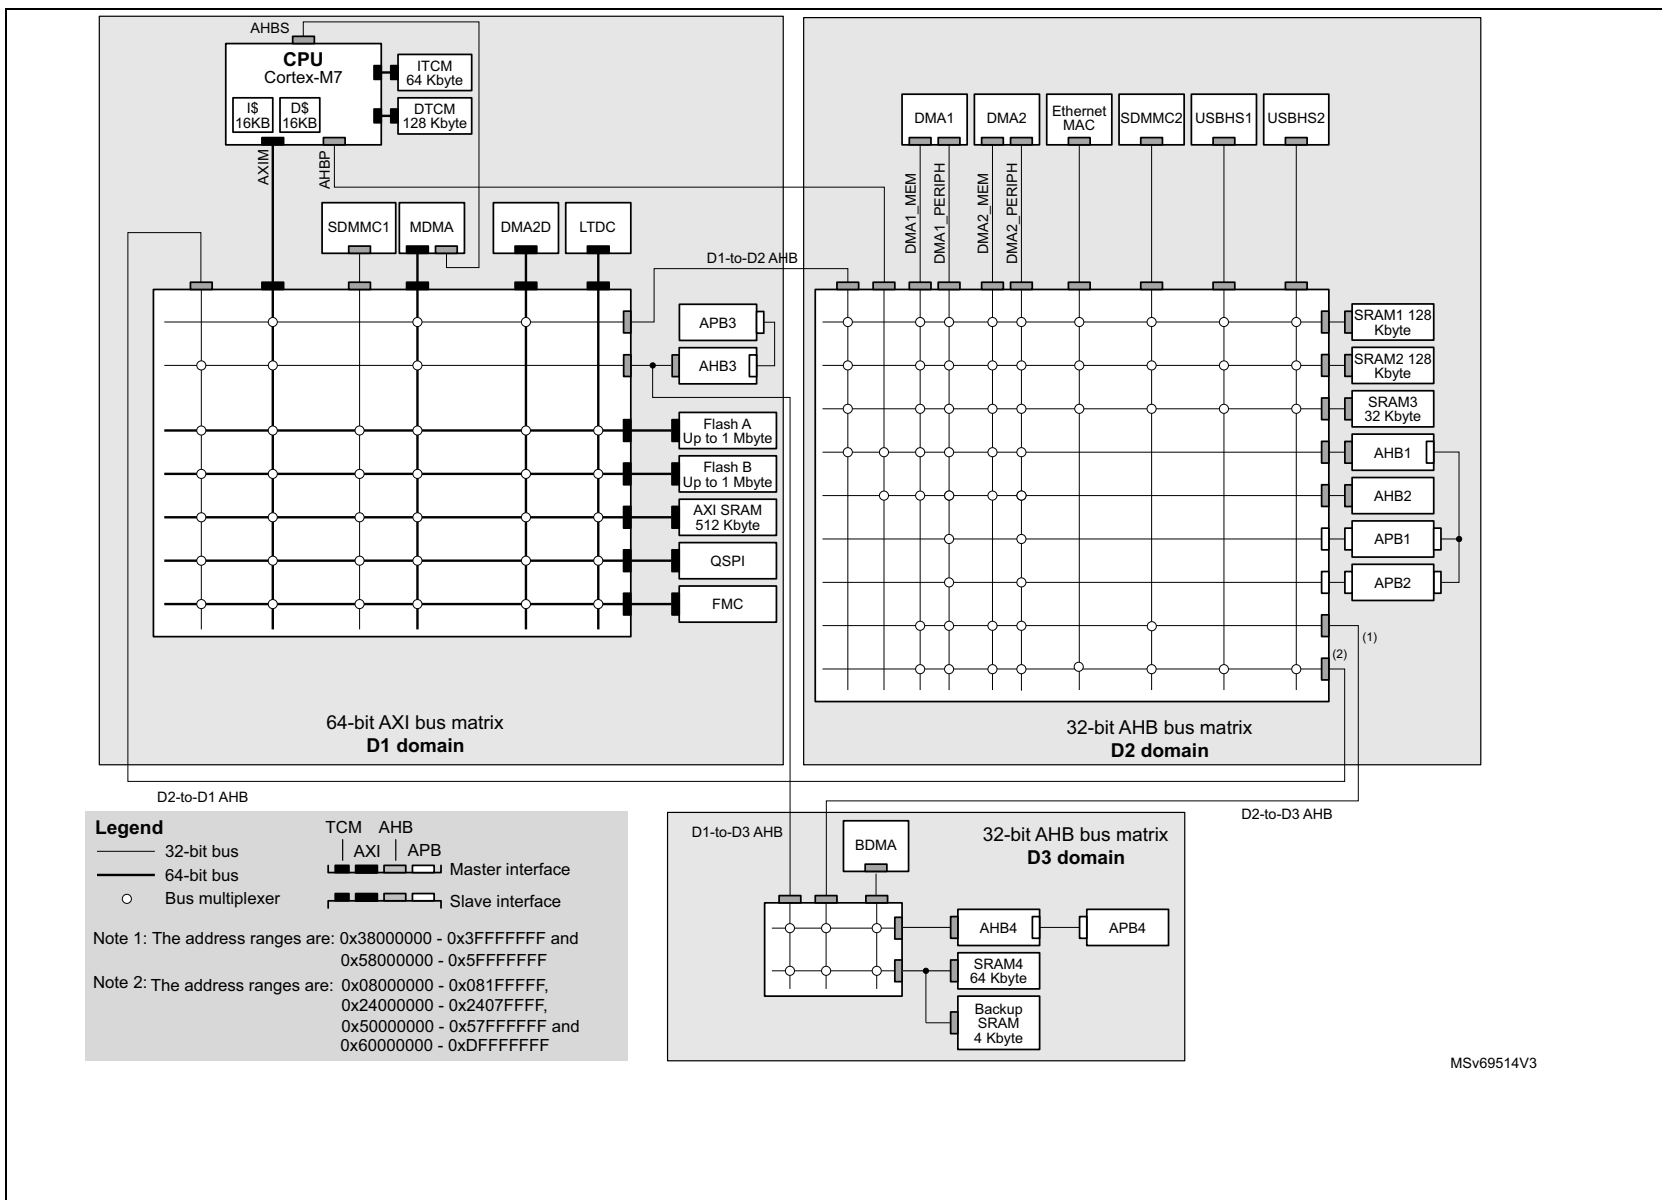 AHBS
CPU
Cortex-M7
I$
16KB
D$
16KB
ITCM
64 Kbyte
DTCM
128 Kbyte
AXIM
AHBP
SDMMC1
MDMA
DMA2D
LTDC
D1-to-D2 AHB
APB3
AHB3
Flash A
Up to 1 Mbyte
Flash B
Up to 1 Mbyte
AXI SRAM
512 Kbyte
QSPI
FMC
64-bit AXI bus matrix
D1 domain
DMA1
DMA2
Ethernet
MAC
SDMMC2
USBHS1
USBHS2
DMA1_MEM
DMA1_PERIPH
DMA2_MEM
DMA2_PERIPH
SRAM1 128
Kbyte
SRAM2 128
Kbyte
SRAM3
32 Kbyte
AHB1
AHB2
APB1
APB2
(1)
(2)
32-bit AHB bus matrix
D2 domain
D2-to-D1 AHB
D2-to-D3 AHB
D1-to-D3 AHB
BDMA
32-bit AHB bus matrix
D3 domain
AHB4
APB4
SRAM4
64 Kbyte
Backup
SRAM
4 Kbyte
Legend
32-bit bus
64-bit bus
Bus multiplexer
TCM AHB
AXI APB
Master interface
Slave interface
Note 1: The address ranges are: 0x38000000 - 0x3FFFFFFF and
0x58000000 - 0x5FFFFFFF
Note 2: The address ranges are: 0x08000000 - 0x081FFFFF,
0x24000000 - 0x2407FFFF,
0x50000000 - 0x57FFFFFF and
0x60000000 - 0xDFFFFFFF
MSv69514V3